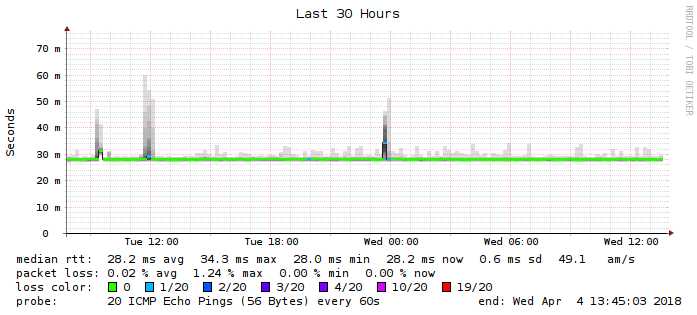 Last 30 Hours
RRDTOOL / TOBI OETIKER
Seconds
70 m
60 m
50 m
40 m
30 m
20 m
10 m
0
Tue 12:00 Tue 18:00 Wed 00:00 Wed 06:00 Wed 12:00
median rtt: 28.2 ms avg 34.3 ms max 28.0 ms min 28.2 ms now 0.6 ms sd 49.1 am/s
packet loss: 0.02 % avg 1.24 % max 0.00 % min 0.00 % now
loss color: 0 1/20 2/20 3/20 4/20 10/20 19/20
probe: 20 ICMP Echo Pings (56 Bytes) every 60s end: Wed Apr 4 13:45:03 2018